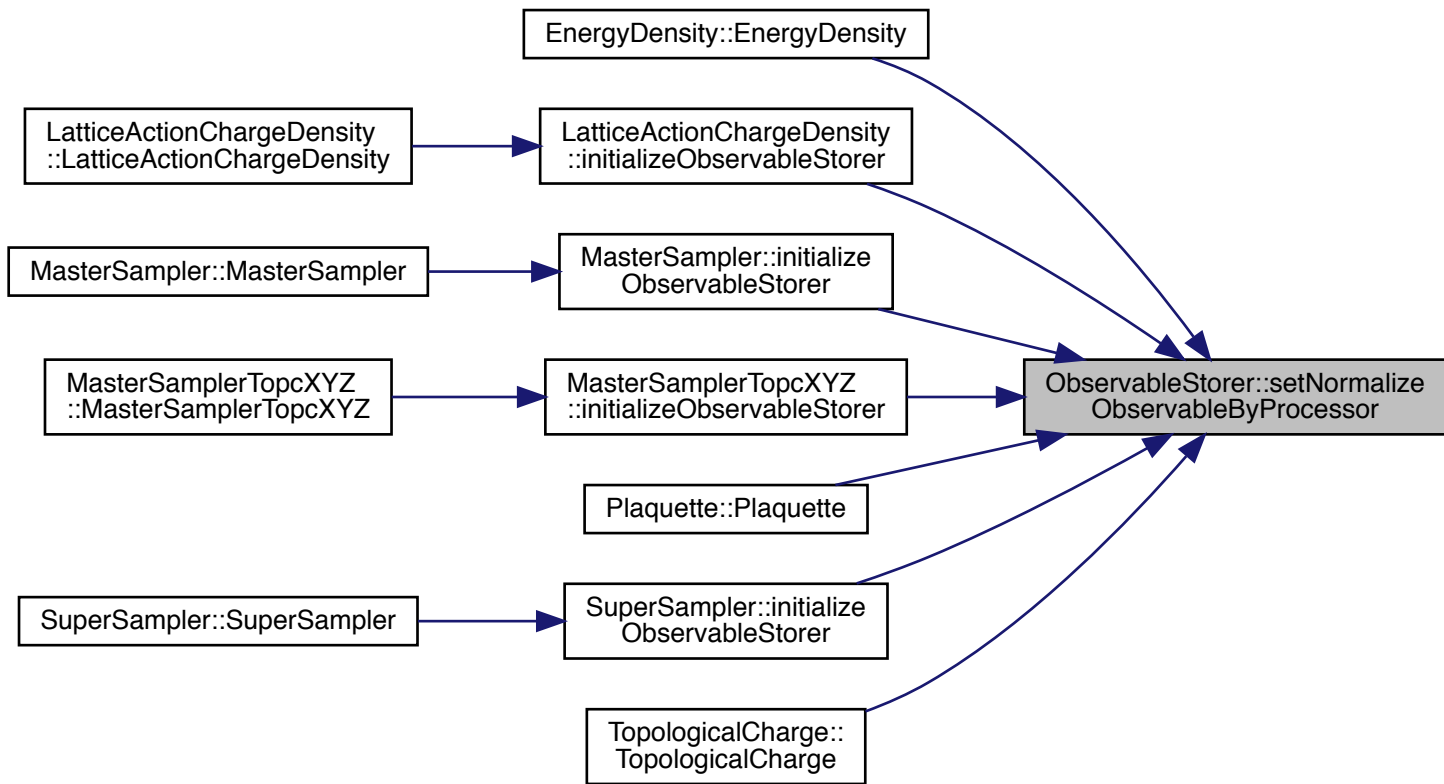 EnergyDensity::EnergyDensity
LatticeActionChargeDensity
::LatticeActionChargeDensity
LatticeActionChargeDensity
::initializeObservableStorer
MasterSampler::MasterSampler
MasterSampler::initialize
ObservableStorer
MasterSamplerTopcXYZ
::MasterSamplerTopcXYZ
MasterSamplerTopcXYZ
::initializeObservableStorer
ObservableStorer::setNormalize
ObservableByProcessor
Plaquette::Plaquette
SuperSampler::SuperSampler
SuperSampler::initialize
ObservableStorer
TopologicalCharge::
TopologicalCharge